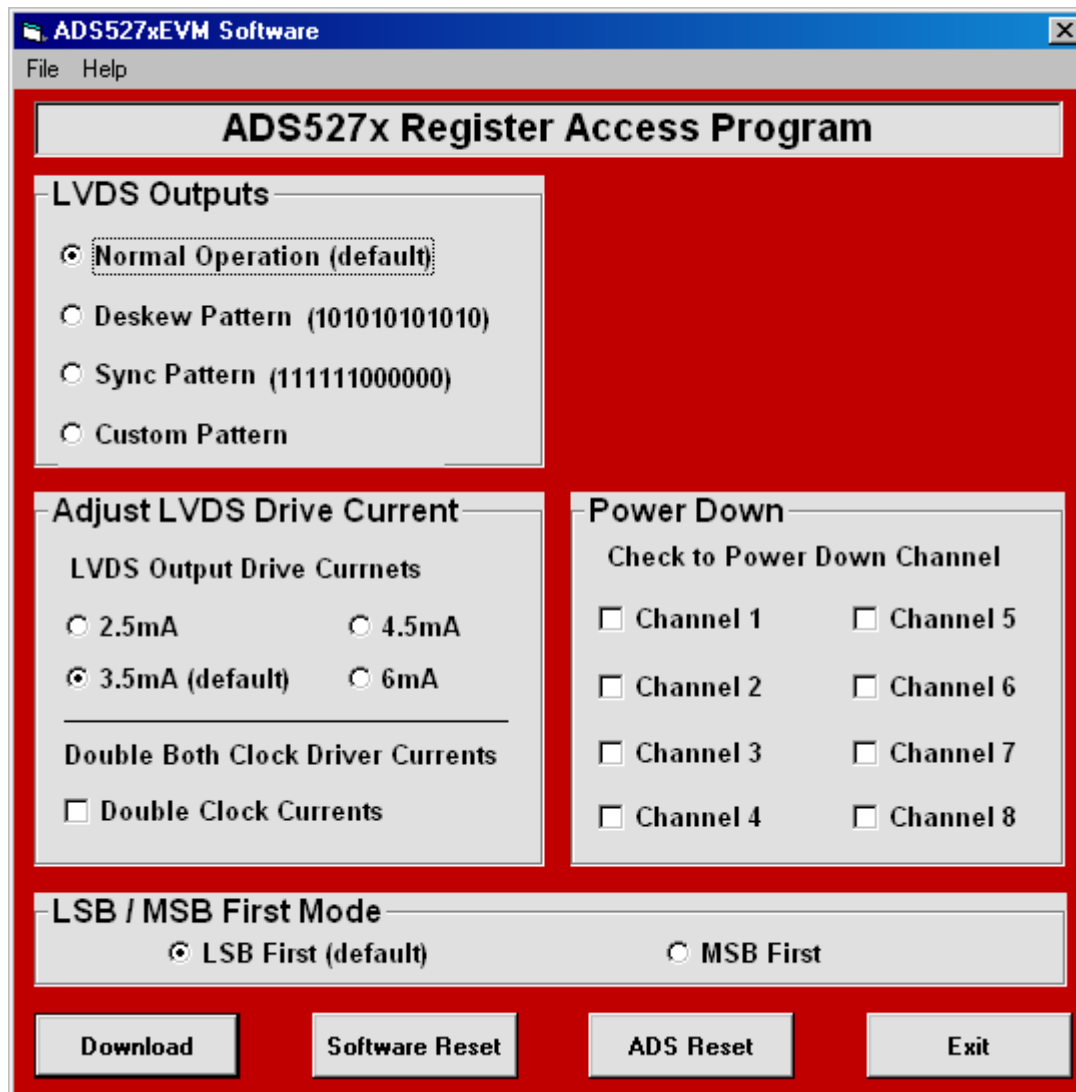 ADS527xEVM Software
File Help
ADS527x Register Access Program
LVDS Outputs
Normal Operation (default)
Deskew Pattern (101010101010)
Sync Pattern (111111000000)
Custom Pattern
Adjust LVDS Drive Current
LVDS Output Drive Currnets
2.5mA 4.5mA
3.5mA (default) 6mA
Double Both Clock Driver Currents
Double Clock Currents
Power Down
Check to Power Down Channel
Channel 1 Channel 5
Channel 2 Channel 6
Channel 3 Channel 7
Channel 4 Channel 8
LSB / MSB First Mode
LSB First (default) MSB First
Download Software Reset ADS Reset Exit